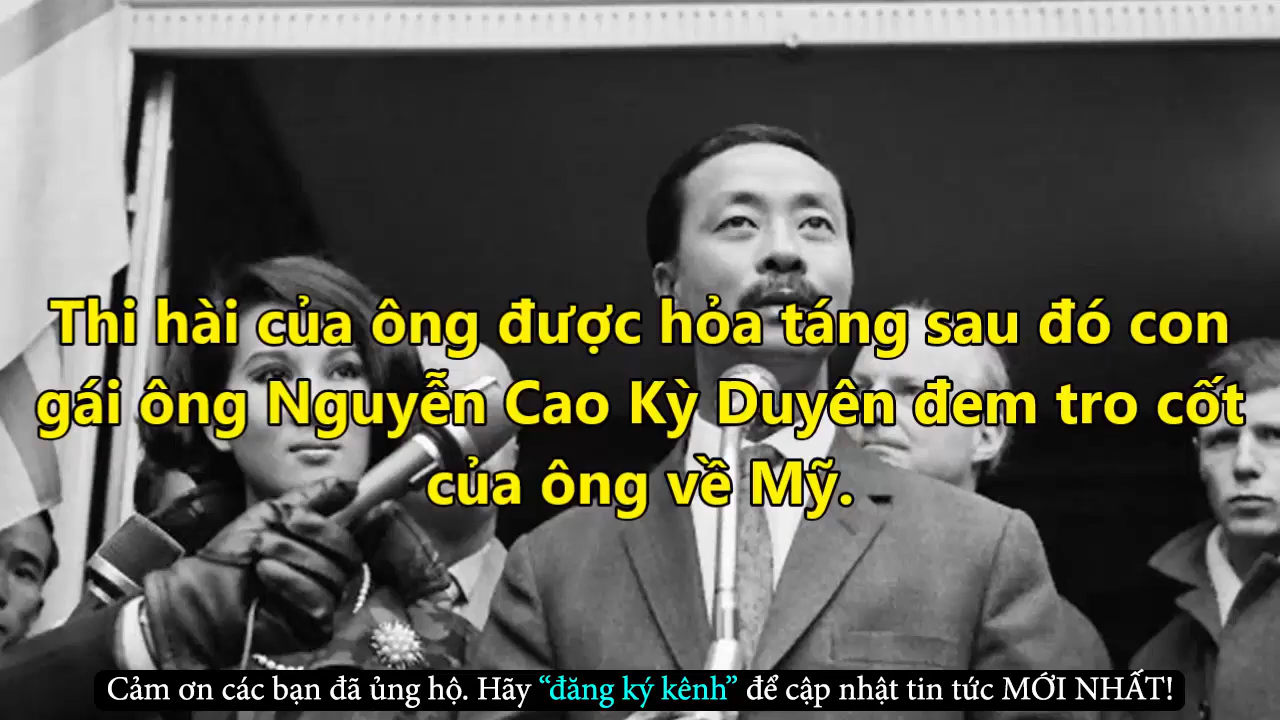 Thi hài của ông được hỏa táng sau đó con
gái ông Nguyễn Cao Kỳ Duyên đem tro cốt
của ông về Mỹ.
Cảm ơn các bạn đã ủng hộ. Hãy “đăng ký kênh” để cập nhật tin tức MỚI NHẤT!